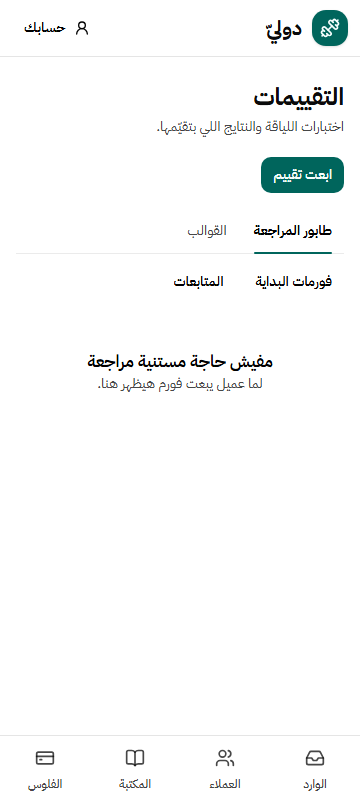 دوليّ
حسابك
التقييمات
اختبارات اللياقة والنتايج اللي بتقيّمها.
ابعت تقييم
طابور المراجعة
القوالب
فورمات البداية
المتابعات
مفيش حاجة مستنية مراجعة
لما عميل يبعت فورم هيظهر هنا.
الوارد
العملاء
المكتبة
الفلوس